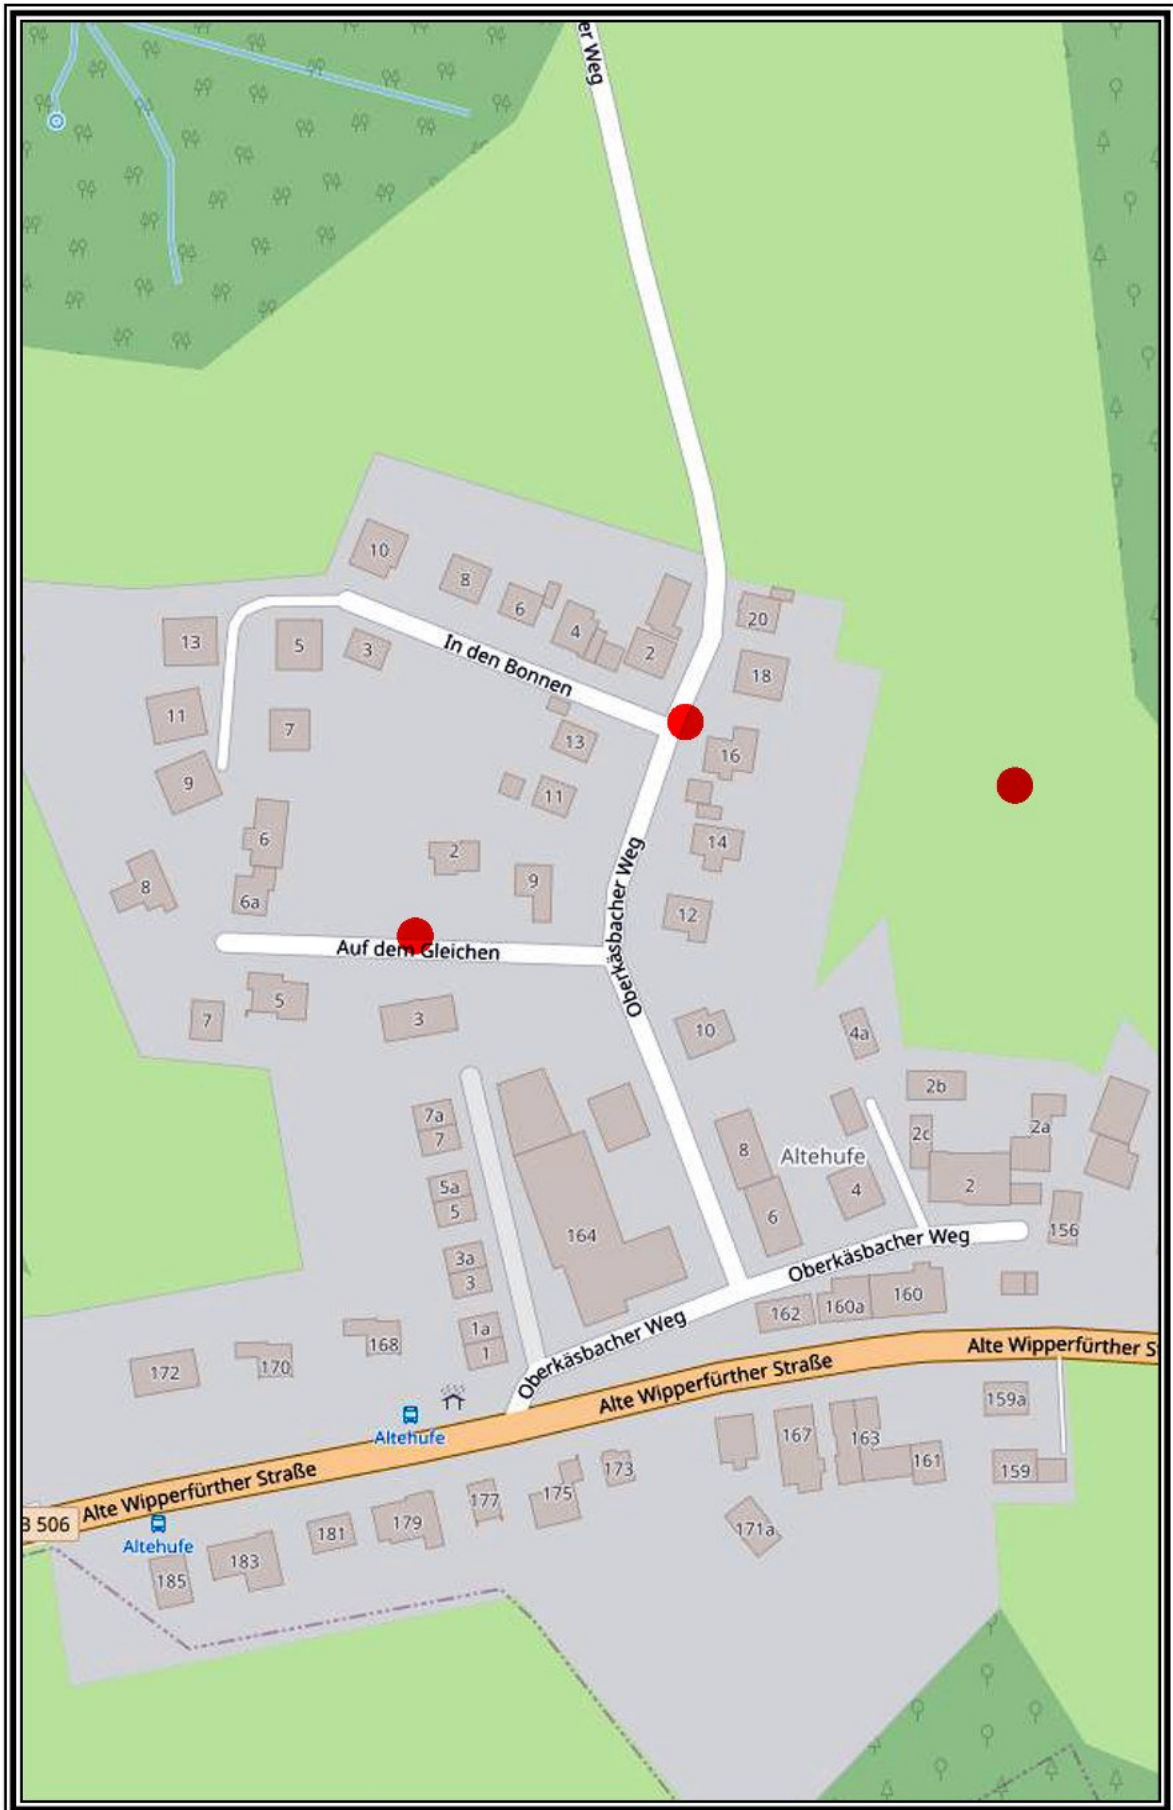 er Weg
10
8
6
4
2
20
13
5
3
In den Bonnen
18
11
7
13
16
9
11
6
2
14
8
6a
9
12
Oberkäsbacher Weg
Auf dem Gleichen
5
7
3
10
4a
2b
7a
7
2c
2a
8
Altehufe
5a
5
4
2
6
156
164
3a
3
Oberkäsbacher Weg
160
162
160a
1a
1
168
170
172
Oberkäsbacher Weg
Alte Wipperfürther S
Alte Wipperfürther Straße
159a
Altehufe
167
163
161
159
173
175
177
Alte Wipperfürther Straße
B 506
179
181
171a
Altehufe
183
185